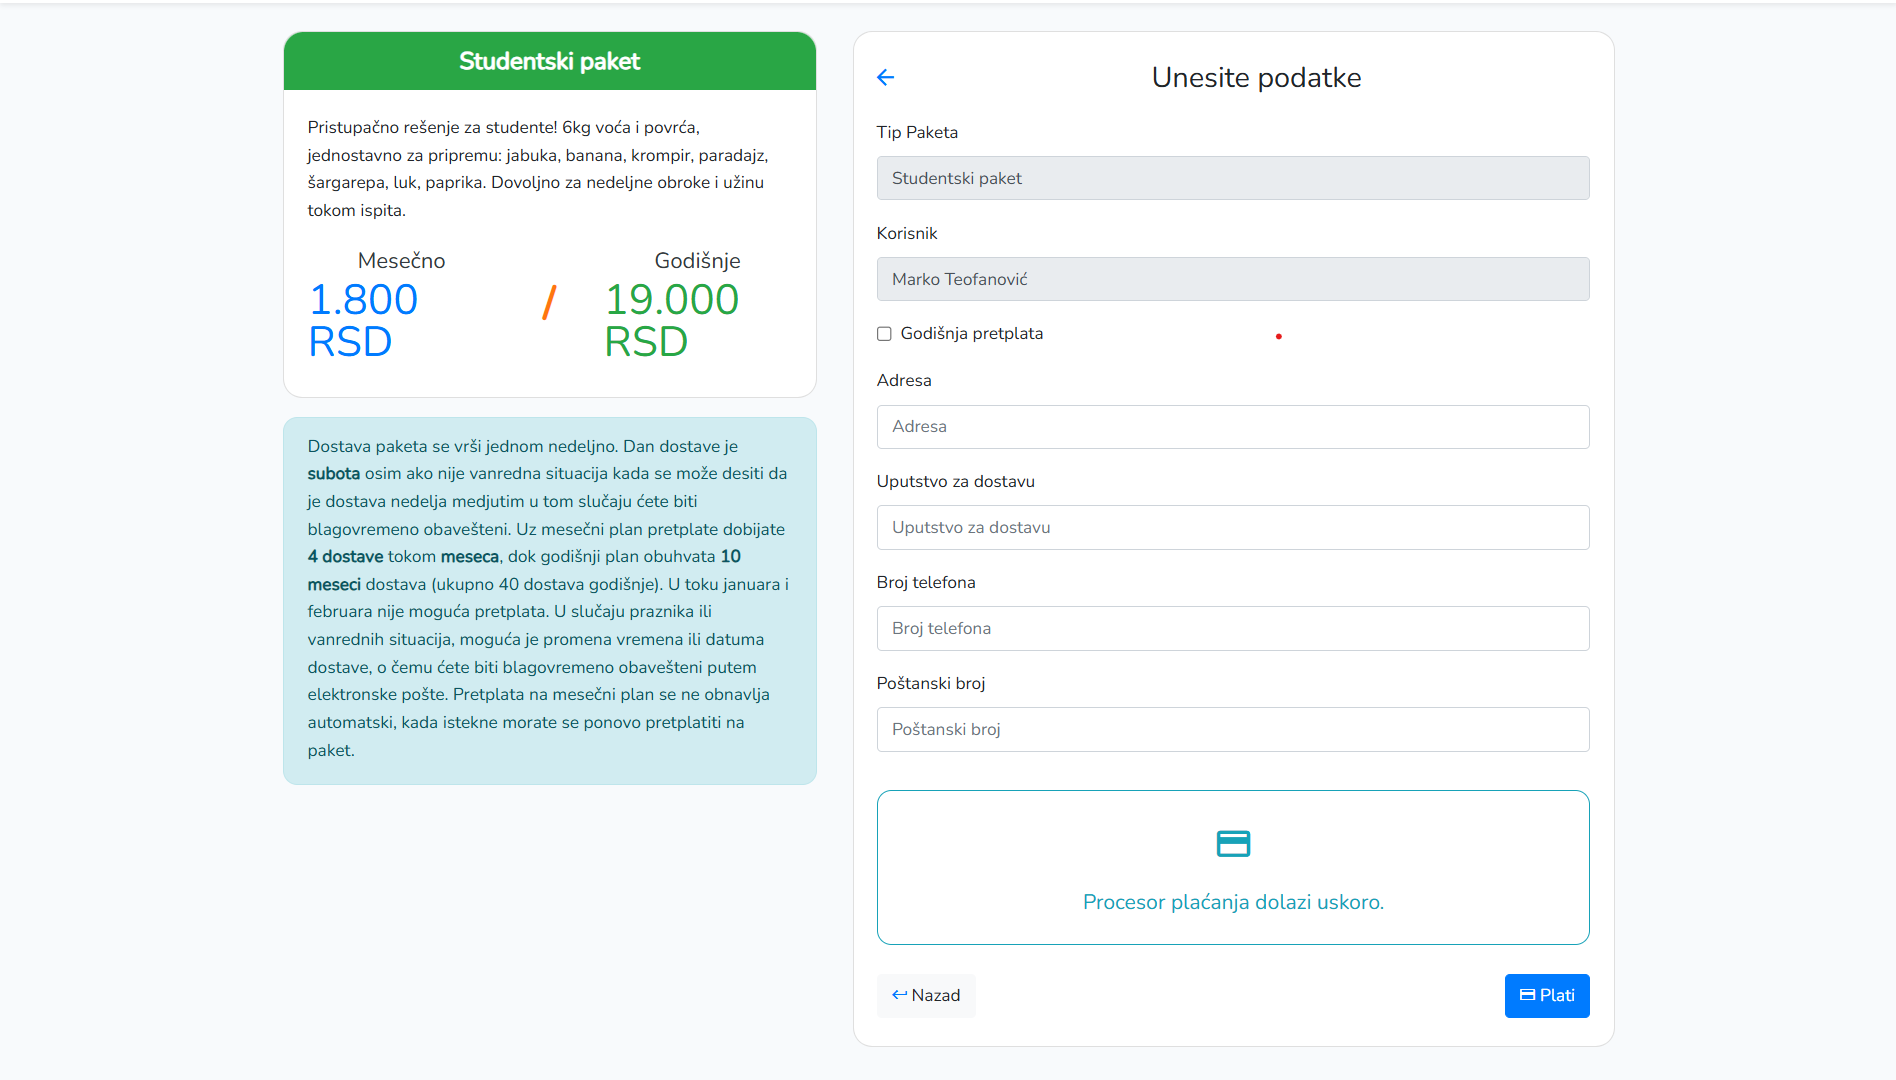 Studentski paket
Pristupačno rešenje za studente! 6kg voća i povrća,
jednostavno za pripremu: jabuka, banana, krompir, paradajz,
šargarepa, luk, paprika. Dovoljno za nedeljne obroke i užinu
tokom ispita.
Mesečno
1.800
RSD
/
Godišnje
19.000
RSD
Dostava paketa se vrši jednom nedeljno. Dan dostave je
subota osim ako nije vanredna situacija kada se može desiti da
je dostava nedelja medjutim u tom slučaju ćete biti
blagovremeno obavešteni. Uz mesečni plan pretplate dobijate
4 dostave tokom meseca, dok godišnji plan obuhvata 10
meseci dostava (ukupno 40 dostava godišnje). U toku januara i
februara nije moguća pretplata. U slučaju praznika ili
vanrednih situacija, moguća je promena vremena ili datuma
dostave, o čemu ćete biti blagovremeno obavešteni putem
elektronske pošte. Pretplata na mesečni plan se ne obnavlja
automatski, kada istekne morate se ponovo pretplatiti na
paket.
Unesite podatke
Tip Paketa
Studentski paket
Korisnik
Marko Teofanović
Godišnja pretplata
Adresa
Adresa
Uputstvo za dostavu
Uputstvo za dostavu
Broj telefona
Broj telefona
Poštanski broj
Poštanski broj
Procesor plaćanja dolazi uskoro.
Nazad
Plati